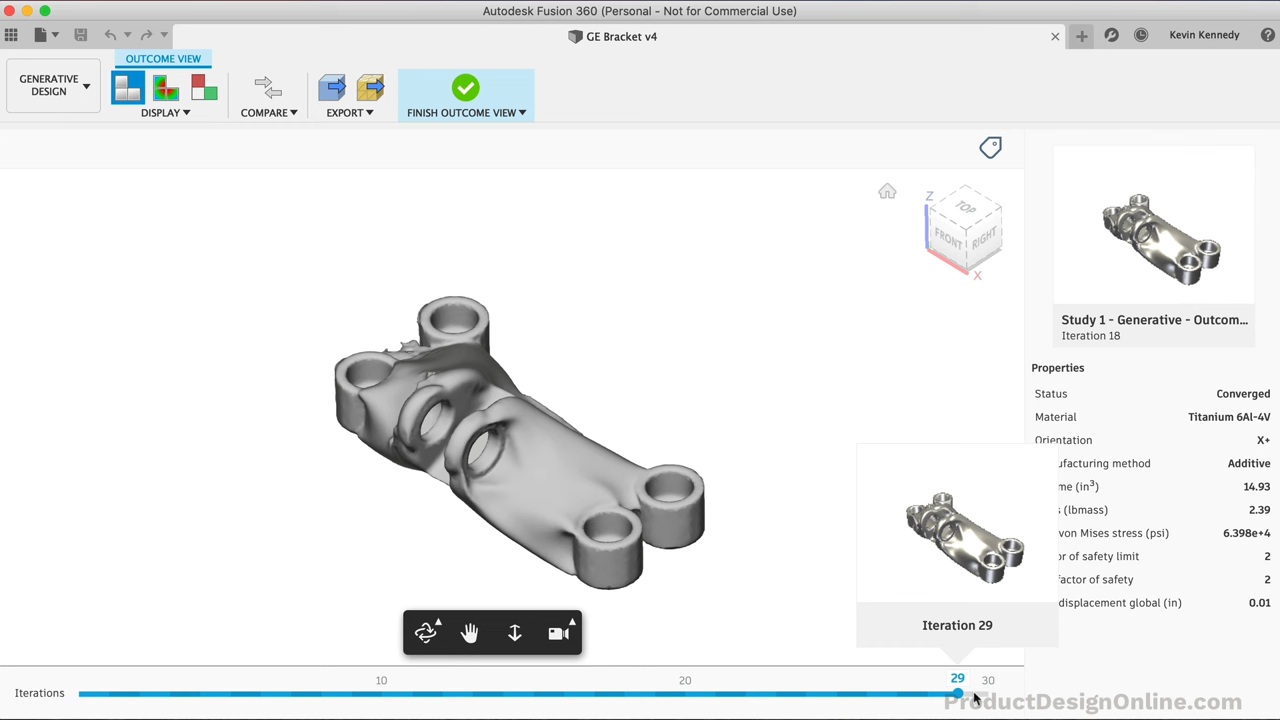 Autodesk Fusion 360 (Personal - Not for Commercial Use)
GE Bracket v4
Kevin Kennedy
OUTCOME VIEW
GENERATIVE
DESIGN
DISPLAY
COMPARE
EXPORT
FINISH OUTCOME VIEW
Z
TOP
FRONT
RIGHT
X
Study 1 - Generative - Outcom...
Iteration 18
Properties
Status Converged
Material Titanium 6Al-4V
Orientation X+
ufacturing method Additive
me (in³) 14.93
s (lbmass) 2.39
von Mises stress (psi) 6.398e+4
or of safety limit 2
factor of safety 2
displacement global (in) 0.01
Iteration 29
Iterations
10
20
29
30
ProductDesignOnline.com